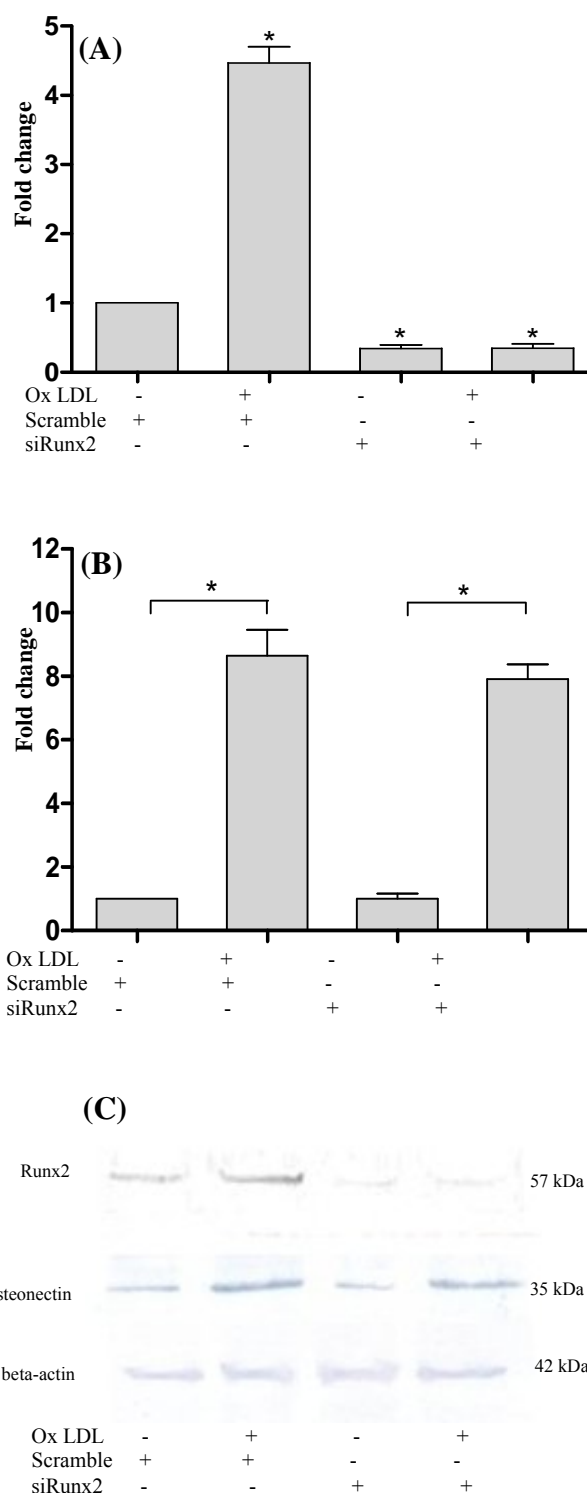 (A)
Fold change
5
4
3
2
1
0
*
*
*
Ox LDL - + - +
Scramble + + - -
siRunx2 - - + +
(B)
Fold change
12
10
8
6
4
2
0
*
*
Ox LDL - + - +
Scramble + + - -
siRunx2 - - + +
(C)
Runx2 57 kDa
steonectin 35 kDa
beta-actin 42 kDa
Ox LDL - + - +
Scramble + + - -
siRunx2 - - + +